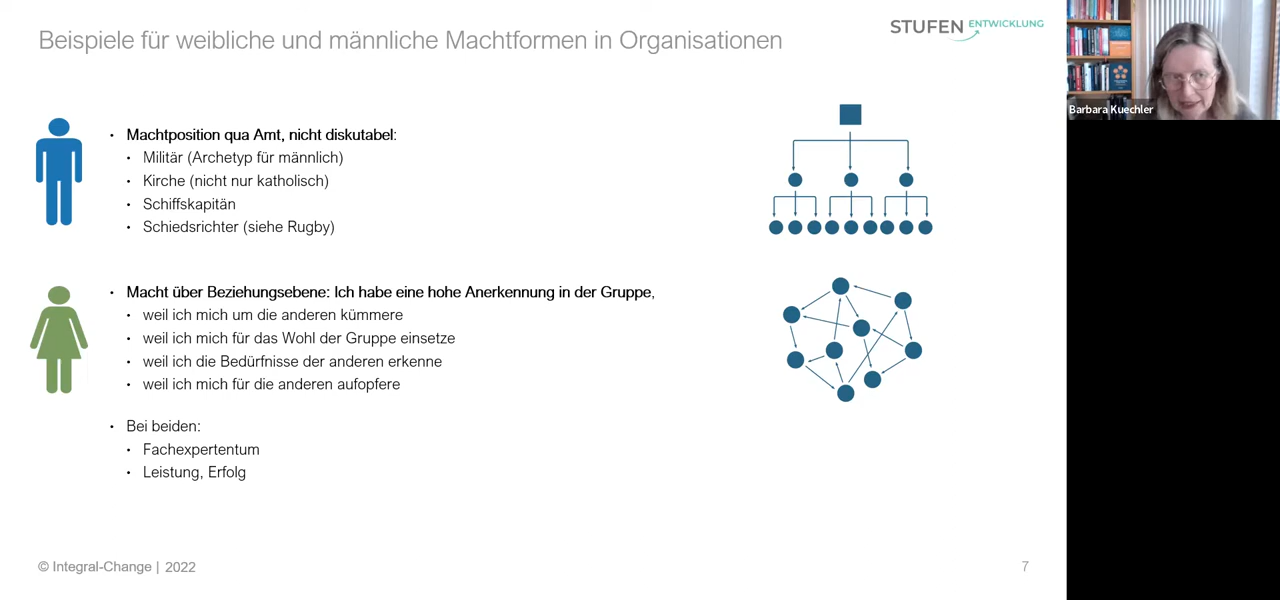 Beispiele für weibliche und männliche Machtformen in Organisationen
STUFEN ENTWICKLUNG
Barbara Kuechler
• Machtposition qua Amt, nicht diskutabel:
• Militär (Archetyp für männlich)
• Kirche (nicht nur katholisch)
• Schiffskapitän
• Schiedsrichter (siehe Rugby)
• Macht über Beziehungsebene: Ich habe eine hohe Anerkennung in der Gruppe,
• weil ich mich um die anderen kümmere
• weil ich mich für das Wohl der Gruppe einsetze
• weil ich die Bedürfnisse der anderen erkenne
• weil ich mich für die anderen aufopfere
• Bei beiden:
• Fachexpertentum
• Leistung, Erfolg
© Integral-Change | 2022
7